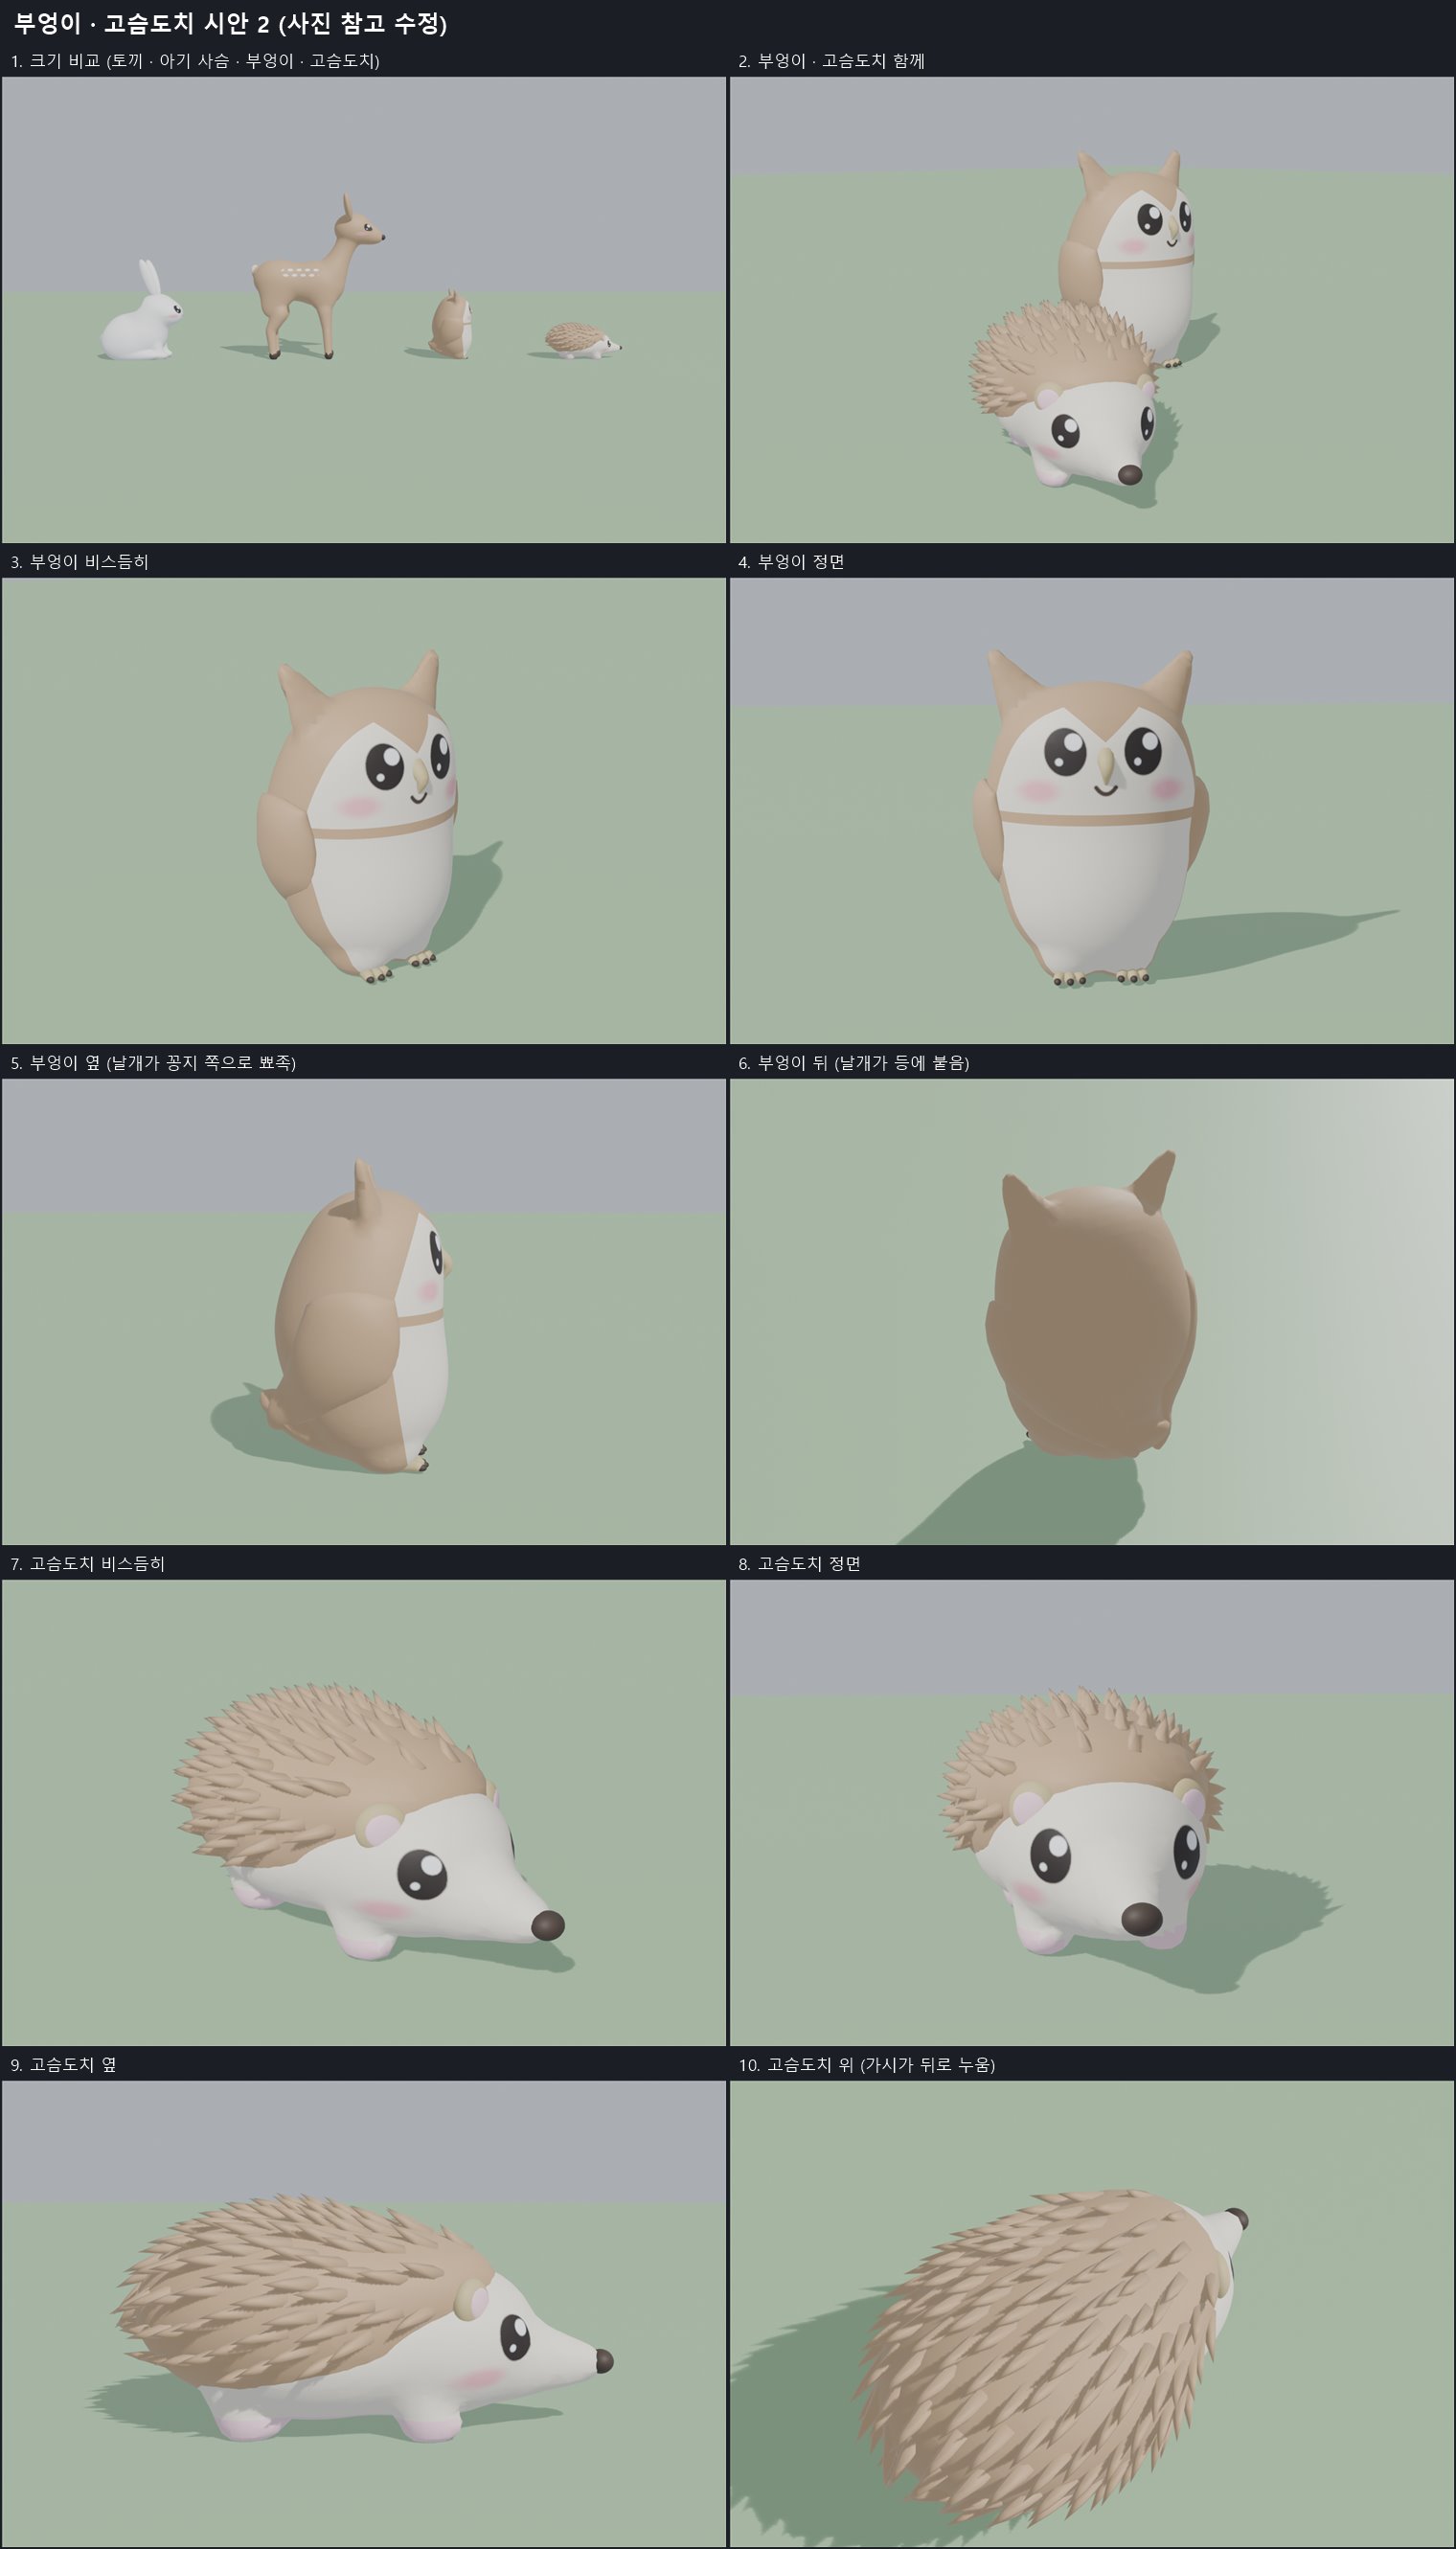 부엉이 · 고슴도치 시안 2 (사진 참고 수정)
1. 크기 비교 (토끼 · 아기 사슴 · 부엉이 · 고슴도치)
2. 부엉이 · 고슴도치 함께
3. 부엉이 비스듬히
4. 부엉이 정면
5. 부엉이 옆 (날개가 꽁지 쪽으로 뾰족)
6. 부엉이 뒤 (날개가 등에 붙음)
7. 고슴도치 비스듬히
8. 고슴도치 정면
9. 고슴도치 옆
10. 고슴도치 위 (가시가 뒤로 누움)